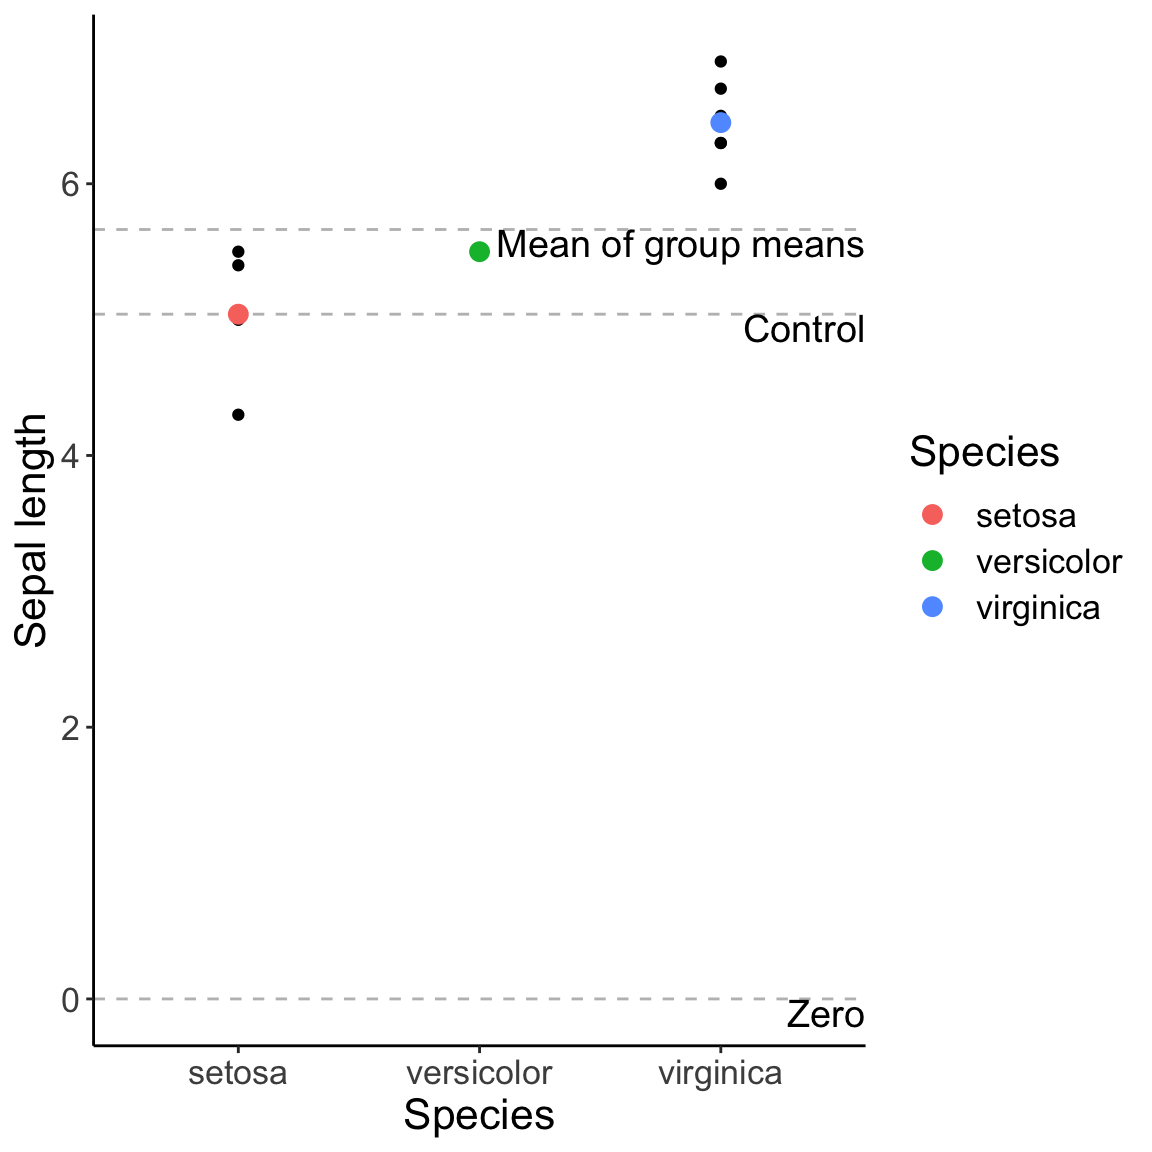 6
Mean of group means
Control
4
Sepal length
2
0
Zero
setosa
versicolor
virginica
Species
Species
setosa
versicolor
virginica